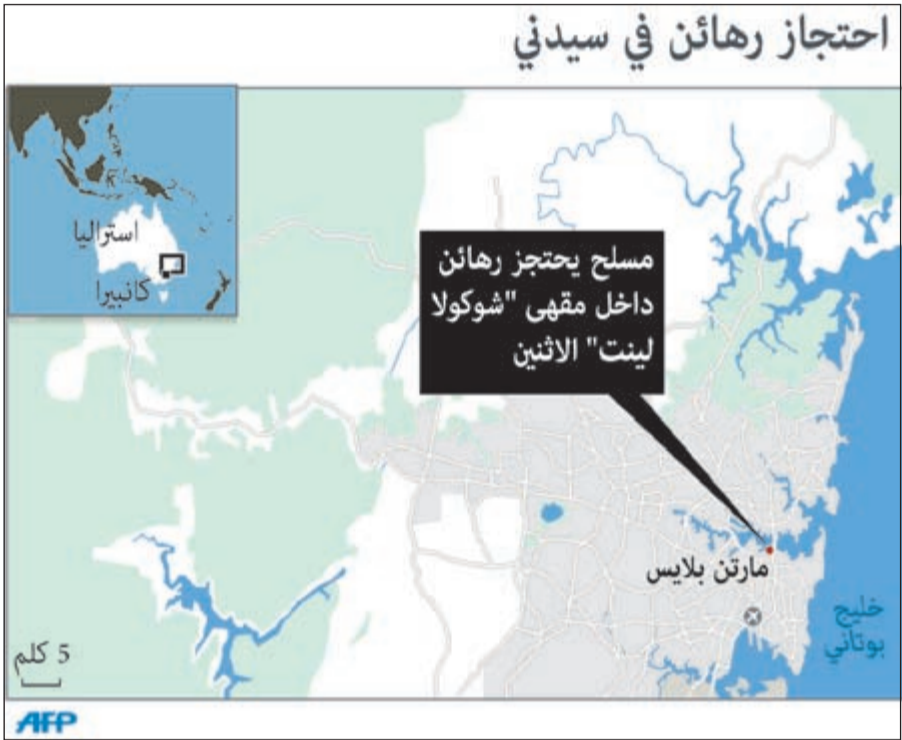 احتجاز رهائن في سيدني
استراليا
كانبيرا
مسلح يحتجز رهائن
داخل مقهى "شوكولا
لينت" الاثنين
مارتن بلايس
خليج
بوتاني
5 كلم
AFP